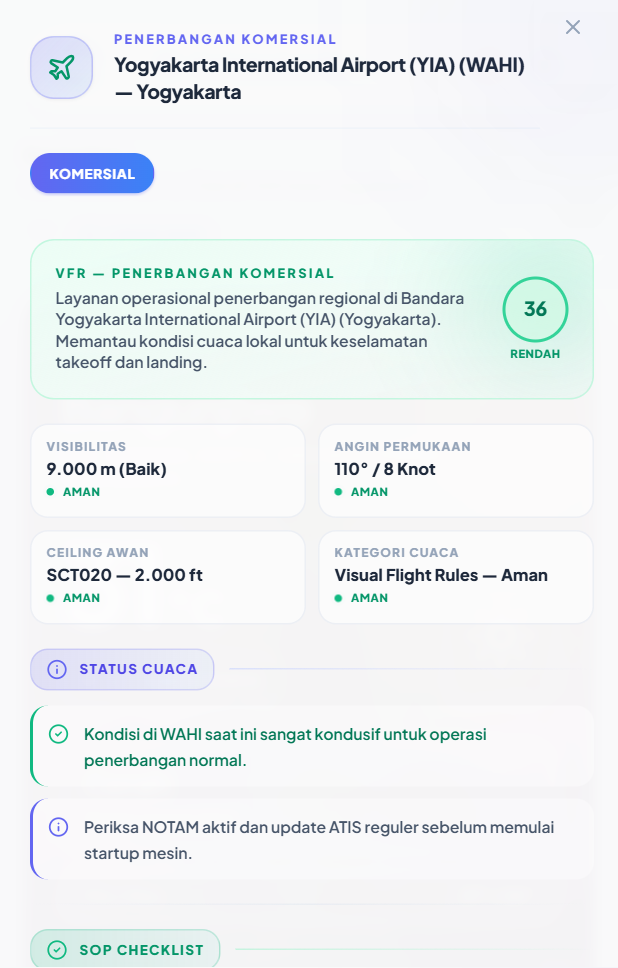 PENERBANGAN KOMERSIAL
Yogyakarta International Airport (YIA) (WAHI)
— Yogyakarta
KOMERSIAL
VFR — PENERBANGAN KOMERSIAL
Layanan operasional penerbangan regional di Bandara
Yogyakarta International Airport (YIA) (Yogyakarta).
Memantau kondisi cuaca lokal untuk keselamatan
takeoff dan landing.
36
RENDAH
VISIBILITAS
9.000 m (Baik)
AMAN
ANGIN PERMUKAAN
110° / 8 Knot
AMAN
CEILING AWAN
SCT020 — 2.000 ft
AMAN
KATEGORI CUACA
Visual Flight Rules — Aman
AMAN
STATUS CUACA
Kondisi di WAHI saat ini sangat kondusif untuk operasi
penerbangan normal.
Periksa NOTAM aktif dan update ATIS reguler sebelum memulai
startup mesin.
SOP CHECKLIST